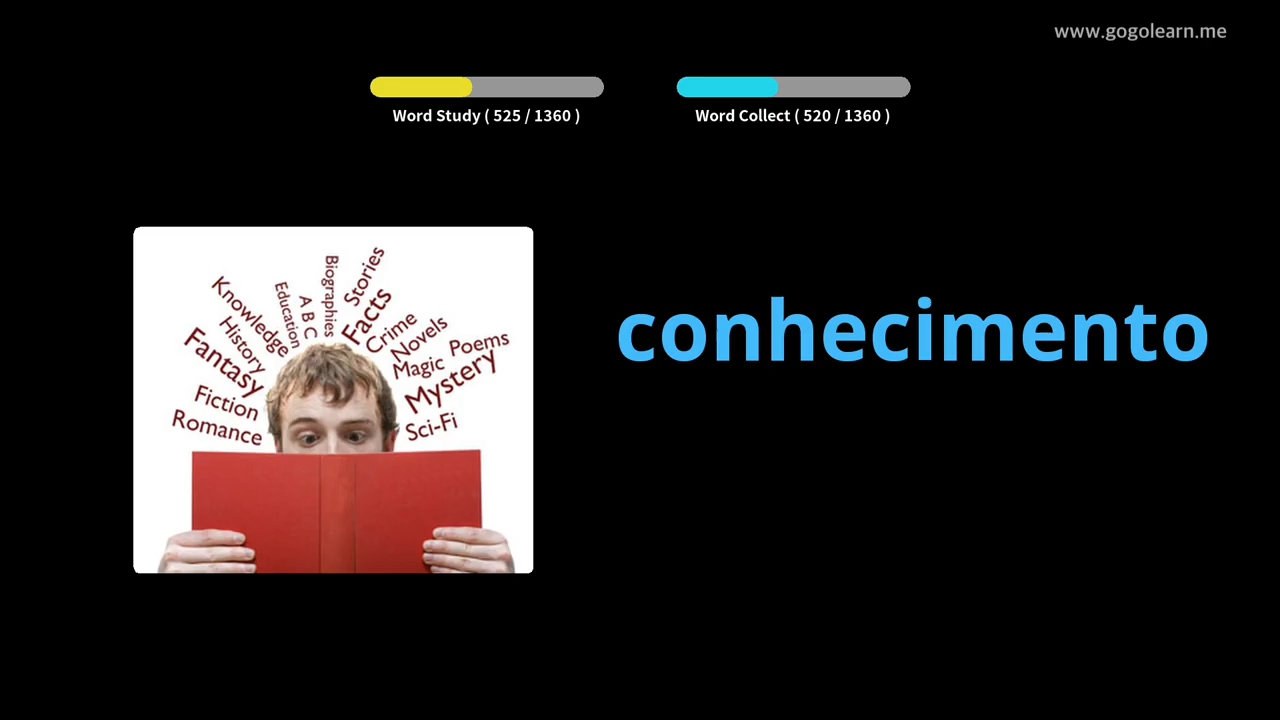 www.gogolearn.me
Word Study ( 525 / 1360 )
Word Collect ( 520 / 1360 )
conhecimento
Knowledge
Education
A B C
Biographies
Stories
Facts
Crime
Novels
Poems
History
Fantasy
Magic
Mystery
Fiction
Romance
Sci-Fi